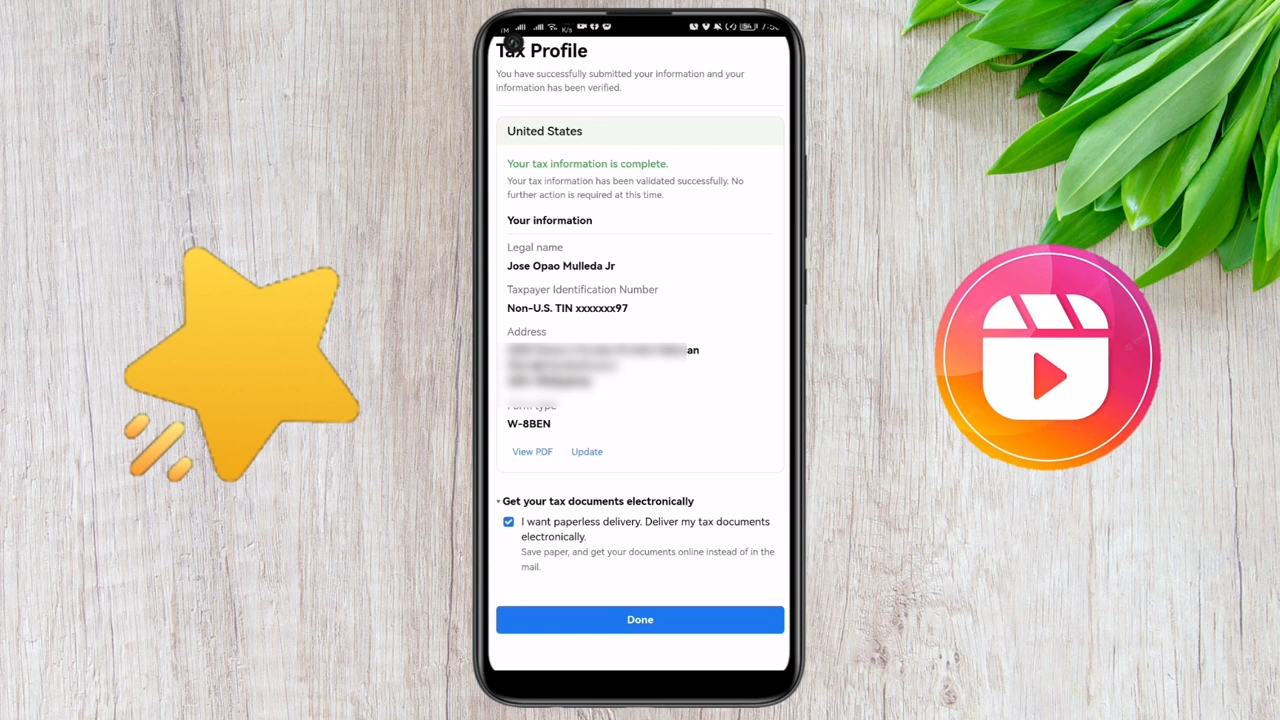 7:56
Tax Profile
You have successfully submitted your information and your
information has been verified.
United States
Your tax information is complete.
Your tax information has been validated successfully. No
further action is required at this time.
Your information
Legal name
Jose Opao Mulleda Jr
Taxpayer Identification Number
Non-U.S. TIN xxxxxxx97
Address
an
Form type
W-8BEN
View PDF Update
Get your tax documents electronically
I want paperless delivery. Deliver my tax documents
electronically.
Save paper, and get your documents online instead of in the
mail.
Done